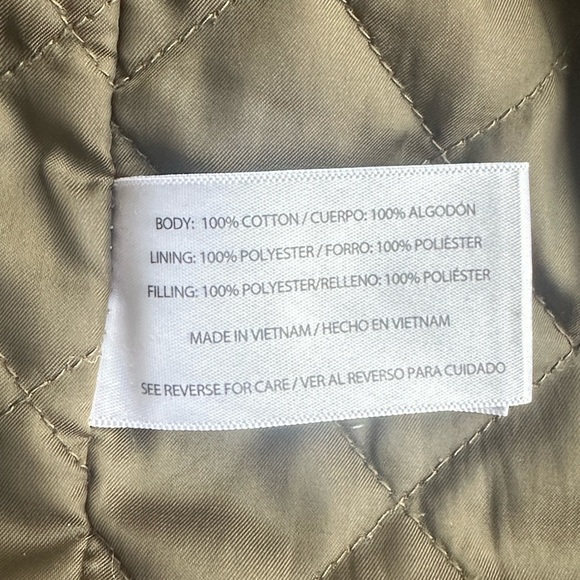 BODY: 100% COTTON / CUERPO: 100% ALGODÓN
LINING: 100% POLYESTER / FORRO: 100% POLIÉSTER
FILLING: 100% POLYESTER/RELLENO: 100% POLIÉSTER
MADE IN VIETNAM / HECHO EN VIETNAM
SEE REVERSE FOR CARE / VER AL REVERSO PARA CUIDADO